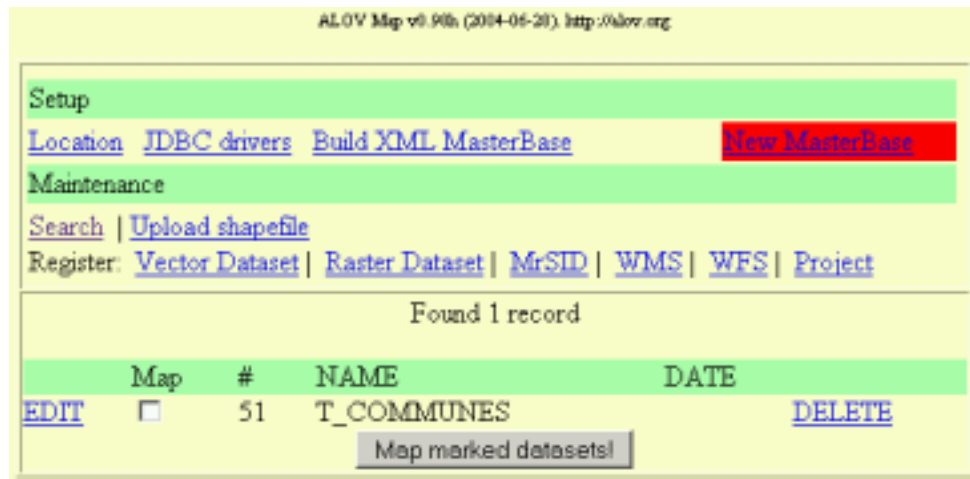 ALOV Map v0.90h (2004-06-20). http://alov.org
Setup
Location JDBC drivers Build XML MasterBase New MasterBase
Maintenance
Search | Upload shapefile
Register: Vector Dataset | Raster Dataset | MrSID | WMS | WFS | Project
Found 1 record
Map # NAME DATE
EDIT 51 T_COMMUNES DELETE
Map marked datasets!